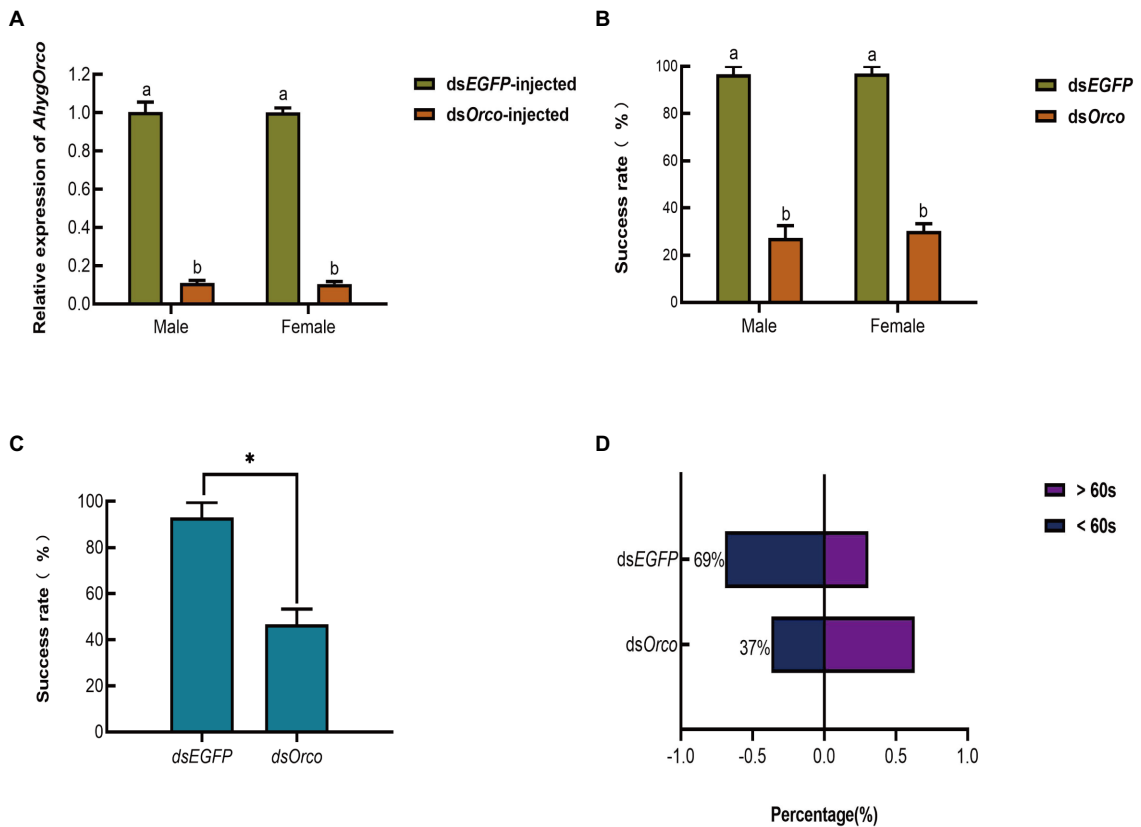 A
Relative expression of AhygOrco
1.2
1.0
0.8
0.6
0.4
0.2
0.0
a
b
a
b
Male
Female
dsEGFP-injected
dsOrco-injected
B
Success rate（ %）
100
80
60
40
20
0
a
b
a
b
Male
Female
dsEGFP
dsOrco
C
Success rate（ %）
100
80
60
40
20
0
*
dsEGFP
dsOrco
D
dsEGFP
69%
dsOrco
37%
-1.0
-0.5
0.0
0.5
1.0
Percentage(%)
> 60s
< 60s